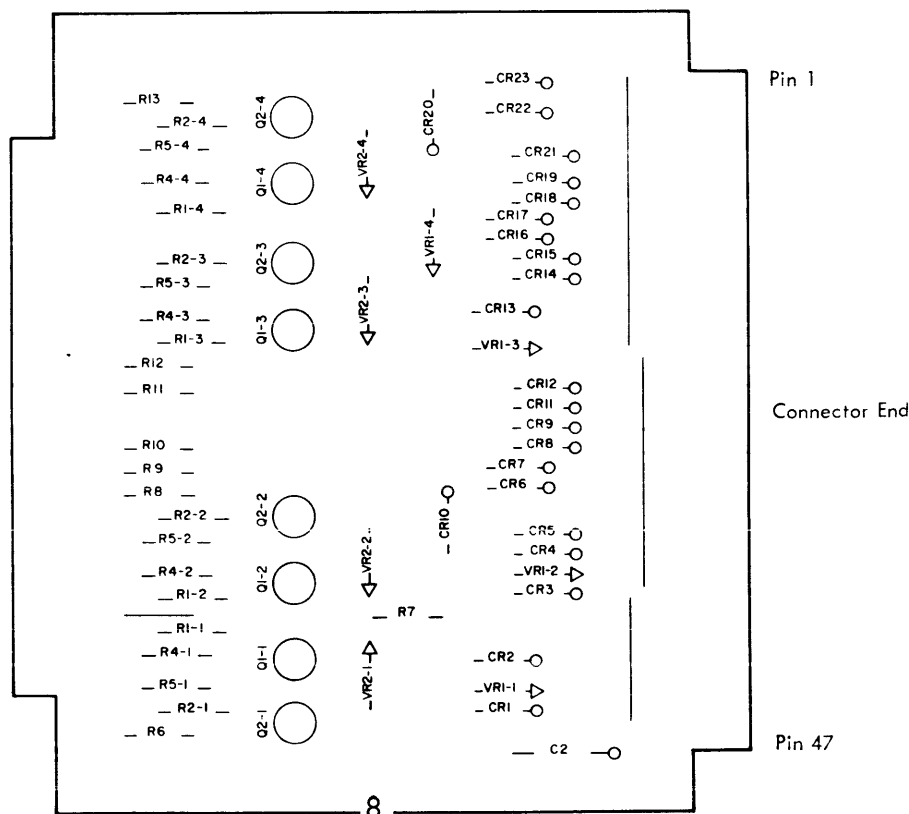 R13
R2-4
R5-4
R4-4
R1-4
R2-3
R5-3
R4-3
R1-3
R12
R11
R10
R9
R8
R2-2
R5-2
R4-2
R1-2
R1-1
R4-1
R5-1
R2-1
R6
Q2-4
Q1-4
Q2-3
Q1-3
Q2-2
Q1-2
Q1-1
Q2-1
VR2-4
VR2-3
VR2-2
VR2-1
CR20
VR1-4
CR10
R7
CR23
CR22
CR21
CR19
CR18
CR17
CR16
CR15
CR14
CR13
VR1-3
CR12
CR11
CR9
CR8
CR7
CR6
CR5
CR4
VR1-2
CR3
CR2
VR1-1
CR1
C2
8
Pin 1
Connector End
Pin 47